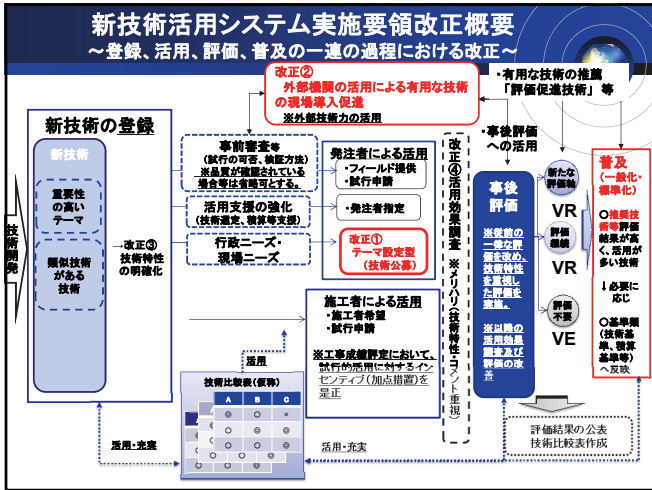 新技術活用システム実施要領改正概要
～登録、活用、評価、普及の一連の過程における改正～
改正②
外部機関の活用による有用な技術
の現場導入促進
※外部技術力の活用
・有用な技術の推薦
「評価促進技術」 等
新技術の登録
新技術
重要性
の高い
テーマ
類似技術
がある
技術
→改正③
技術特性
の明確化
技術開発
事前審査等
(試行の可否、検証方法)
※品質が確認されている
場合等は省略可とする。
活用支援の強化
(技術選定、積算等支援)
行政ニーズ・
現場ニーズ
発注者による活用
・フィールド提供
・試行申請
・発注者指定
改正①
テーマ設定型
(技術公募)
施工者による活用
・施工者希望
・試行申請
※工事成績評定において、
試行的活用に対するイン
センティブ(加点措置)を
是正
改正④活用効果調査
※メリハリ(技術特性・コメント重視)
・事後評価
への活用
事後
評価
※従前の
一様な評
価を改め、
技術特性
を重視し
た評価を
実施。
※以降の
活用効果
調査及び
評価の改
善
新たな
評価軸
VR
評価
継続
VR
評価
不要
VE
普及
(一般化・
標準化)
○推奨技
術等評価
結果が高
く、活用が
多い技術
↓必要に
応じ
○基準類
(技術基
準、積算
基準等)
へ反映
活用
技術比較表(仮称)
A B C
◎ ○ ×
活用・充実
活用・充実
評価結果の公表
技術比較表作成